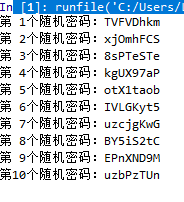 In [1]: runfile('C:/Users/
第 1个随机密码：TVFVDhkm
第 2个随机密码：xjOmhFCS
第 3个随机密码：8sPTeSTe
第 4个随机密码：kgUX97aP
第 5个随机密码：otX1taob
第 6个随机密码：IVLGKyt5
第 7个随机密码：uzcjgKwG
第 8个随机密码：BY5iS2tC
第 9个随机密码：EPnXND9M
第10个随机密码：uzbPzTUn